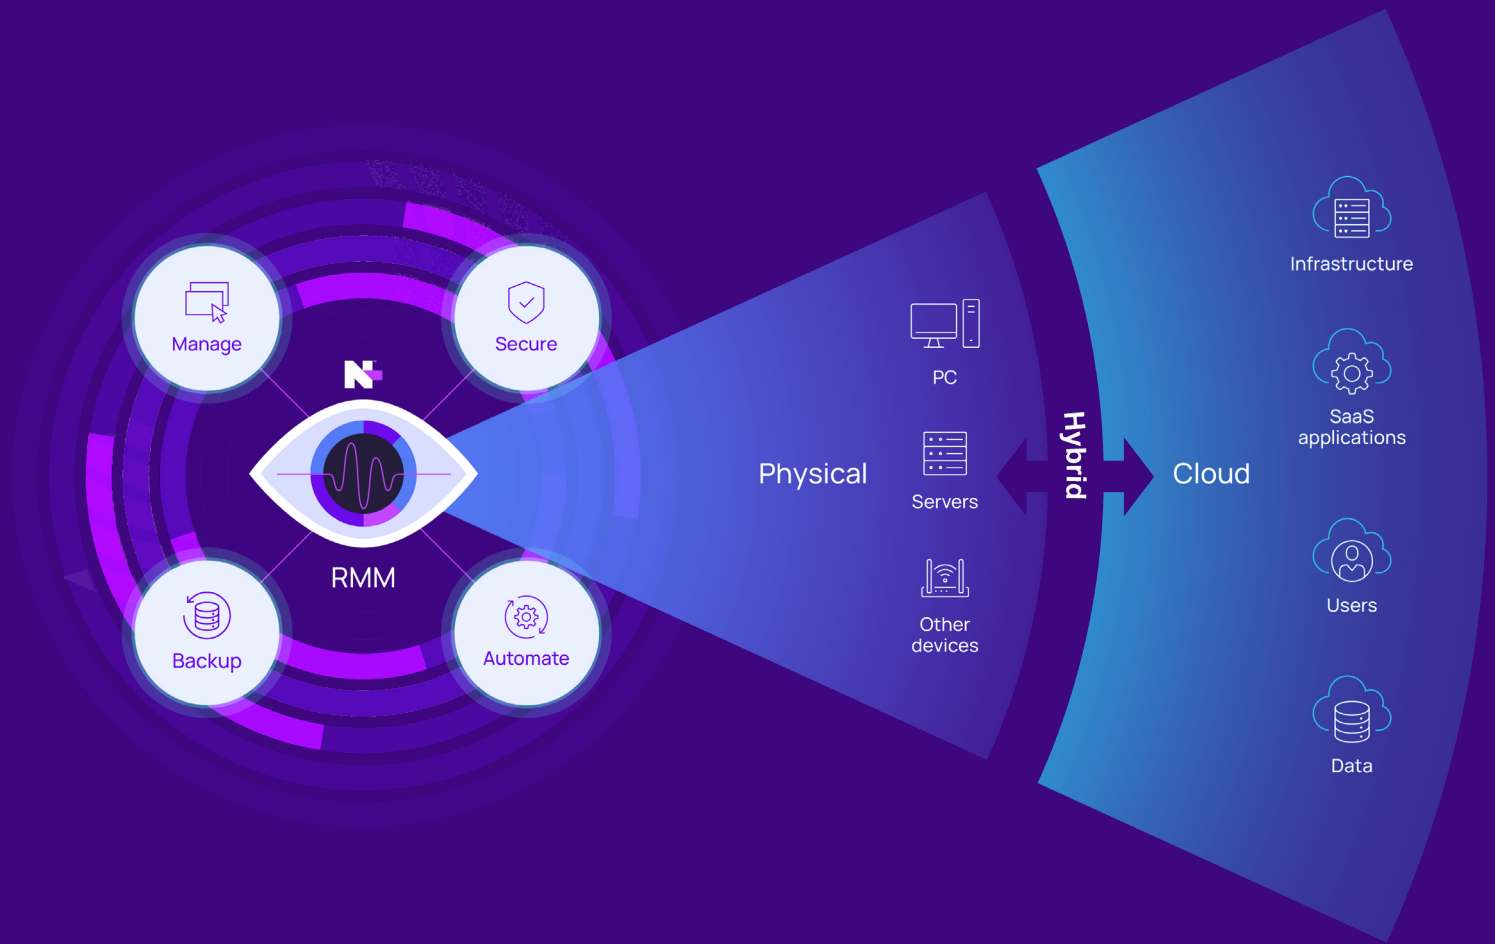 Manage
Secure
N
RMM
Backup
Automate
Physical
PC
Servers
Other
devices
Hybrid
Cloud
Infrastructure
SaaS
applications
Users
Data